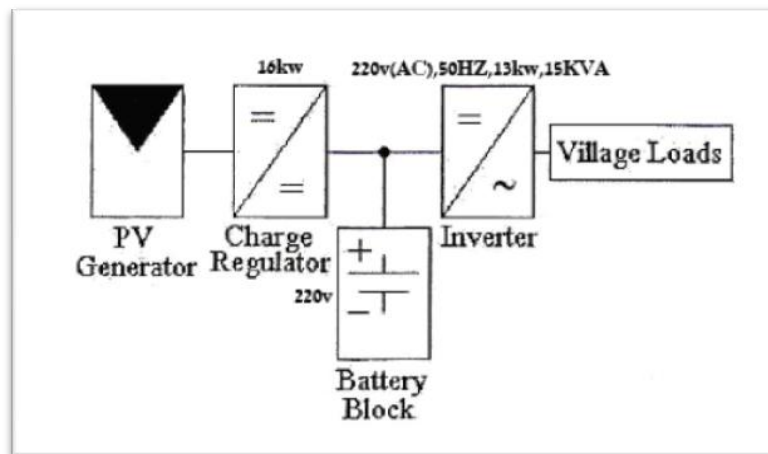 16kw
220v(AC),50HZ,13kw,15KVA
Village Loads
PV
Generator
Charge
Regulator
Inverter
220v
Battery
Block